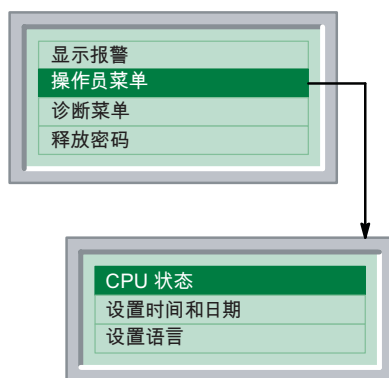 显示报警
操作员菜单
诊断菜单
释放密码
CPU 状态
设置时间和日期
设置语言